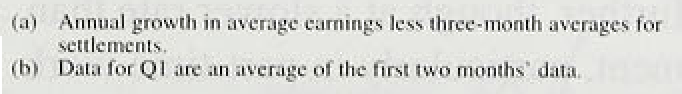 (a) Annual growth in average earnings less three-month averages for
settlements.
(b) Data for Q1 are an average of the first two months' data.